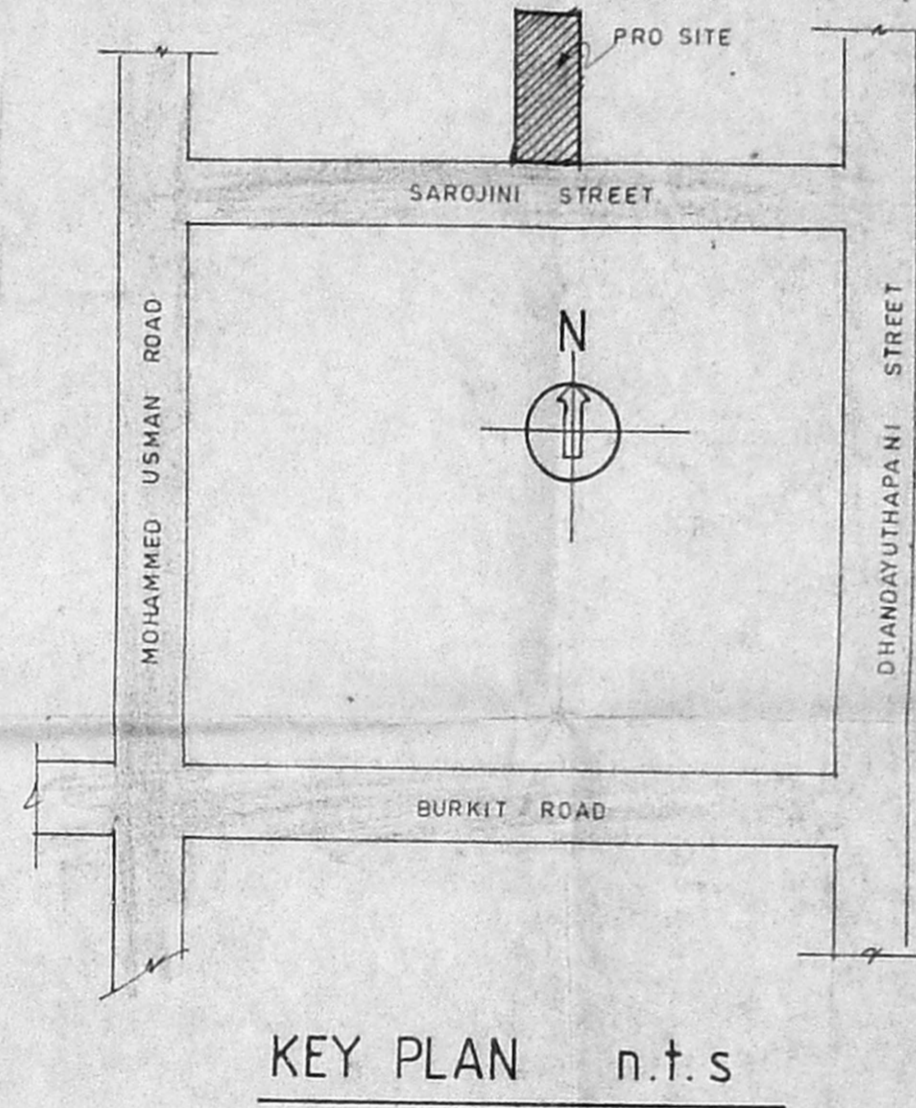 PRO SITE
SAROJINI STREET
N
MOHAMMED USMAN ROAD
DHANDAYUTHAPANI STREET
BURKIT ROAD
KEY PLAN n.t.s